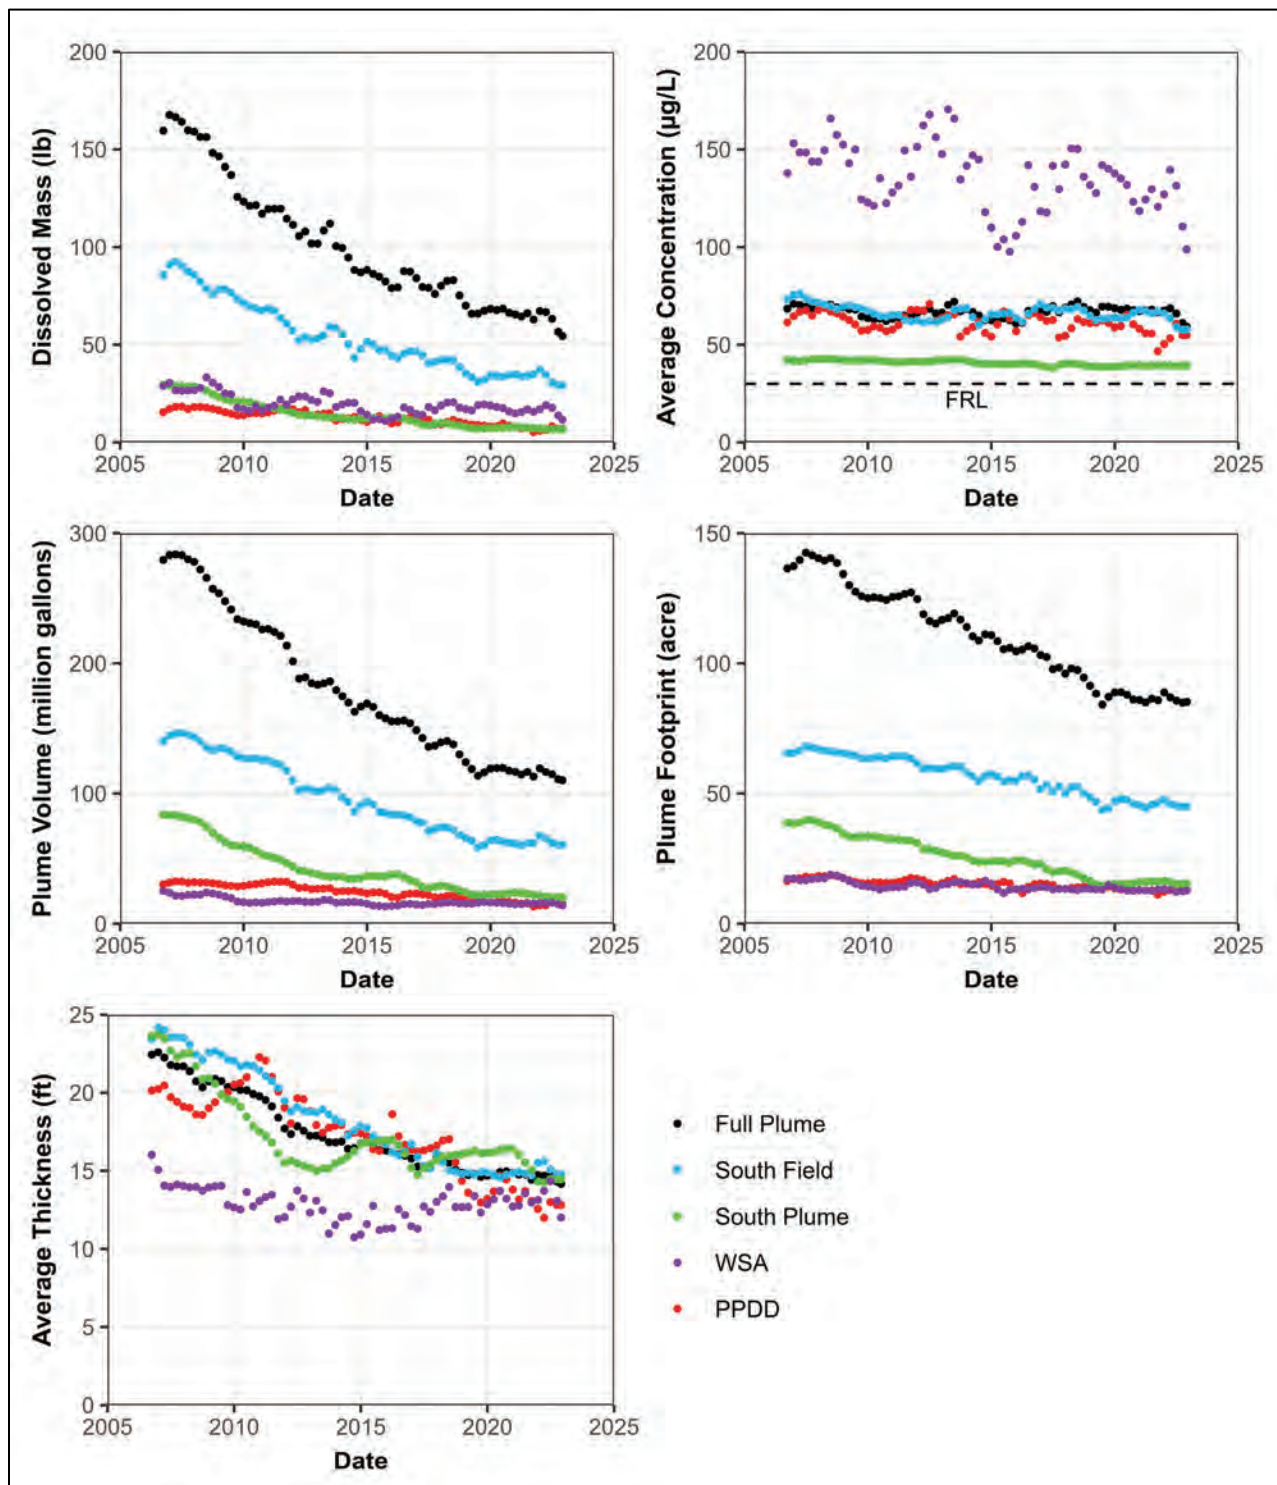 Dissolved Mass (lb)
200
150
100
50
0
2005 2010 2015 2020 2025
Date
Average Concentration (µg/L)
200
150
100
50
0
FRL
2005 2010 2015 2020 2025
Date
Plume Volume (million gallons)
300
200
100
0
2005 2010 2015 2020 2025
Date
Plume Footprint (acre)
150
100
50
0
2005 2010 2015 2020 2025
Date
Average Thickness (ft)
25
20
15
10
5
0
2005 2010 2015 2020 2025
Date
Full Plume
South Field
South Plume
WSA
PPDD